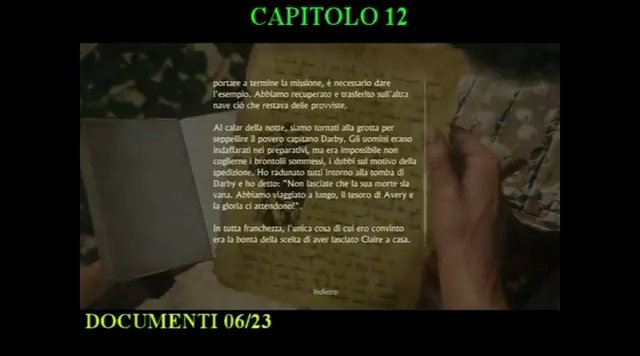 CAPITOLO 12
portare a termine la missione, è necessario dare
l'esempio. Abbiamo recuperato e trasferito sull'altra
nave ciò che restava delle provviste.
Al calar della notte, siamo tornati alla grotta per
seppellire il povero capitano Darby. Gli uomini erano
indaffarati nei preparativi, ma era impossibile non
coglierne i brontolii sommessi, i dubbi sul motivo della
spedizione. Ho radunato tutti intorno alla tomba di
Darby e ho detto: "Non lasciate che la sua morte sia
vana. Abbiamo viaggiato a lungo, il tesoro di Avery e
la gloria ci attendono!".
In tutta franchezza, l'unica cosa di cui ero convinto
era la bontà della scelta di aver lasciato Claire a casa.
Indietro
DOCUMENTI 06/23